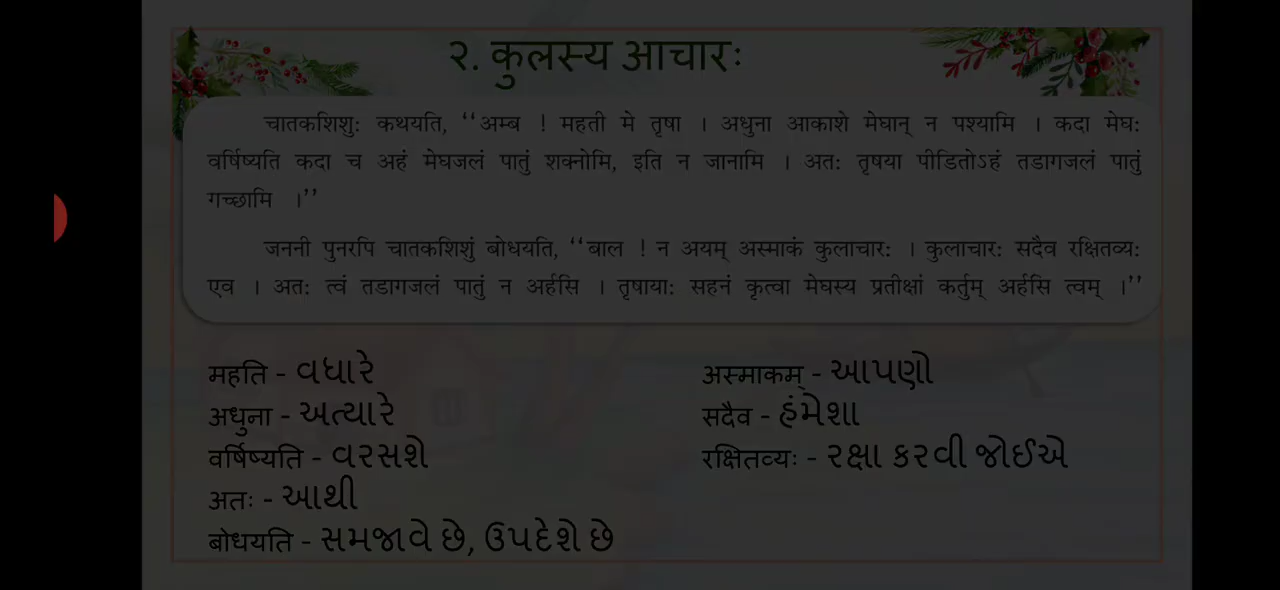 २. कुलस्य आचारः
चातकशिशुः कथयति, ‘‘अम्ब ! महती मे तृषा । अधुना आकाशे मेघान् न पश्यामि । कदा मेघः
वर्षिष्यति कदा च अहं मेघजलं पातुं शक्नोमि, इति न जानामि । अतः तृषया पीडितोऽहं तडागजलं पातुं
गच्छामि ।’’
जननी पुनरपि चातकशिशुं बोधयति, ‘‘बाल ! न अयम् अस्माकं कुलाचारः । कुलाचारः सदैव रक्षितव्यः
एव । अतः त्वं तडागजलं पातुं न अर्हसि । तृषायाः सहनं कृत्वा मेघस्य प्रतीक्षां कर्तुम् अर्हसि त्वम् ।’’
महति - વધારે
अधुना - અત્યારે
वर्षिष्यति - વરસશે
अतः - આથી
बोधयति - સમજાવે છે, ઉપદેશે છે
अस्माकम् - આપણો
सदैव - હંમેશા
रक्षितव्यः - રક્ષા કરવી જોઈએ